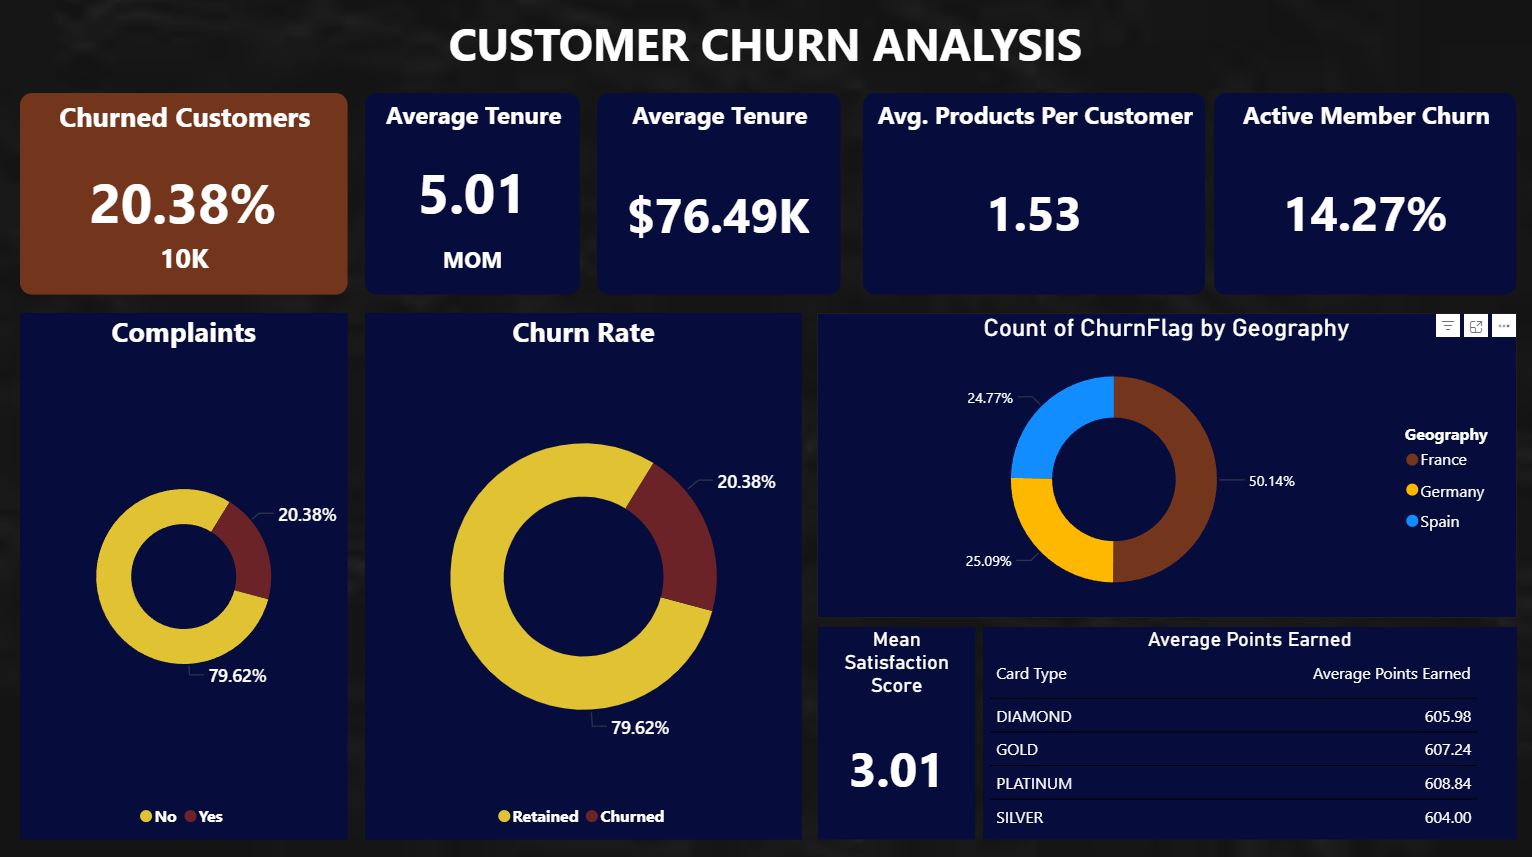 CUSTOMER CHURN ANALYSIS
Churned Customers
20.38%
10K
Average Tenure
5.01
MOM
Average Tenure
$76.49K
Avg. Products Per Customer
1.53
Active Member Churn
14.27%
Complaints
20.38%
79.62%
No Yes
Churn Rate
20.38%
79.62%
Retained Churned
Count of ChurnFlag by Geography
24.77%
50.14%
25.09%
Geography
France
Germany
Spain
Mean
Satisfaction
Score
3.01
Average Points Earned
Card Type Average Points Earned
DIAMOND 605.98
GOLD 607.24
PLATINUM 608.84
SILVER 604.00